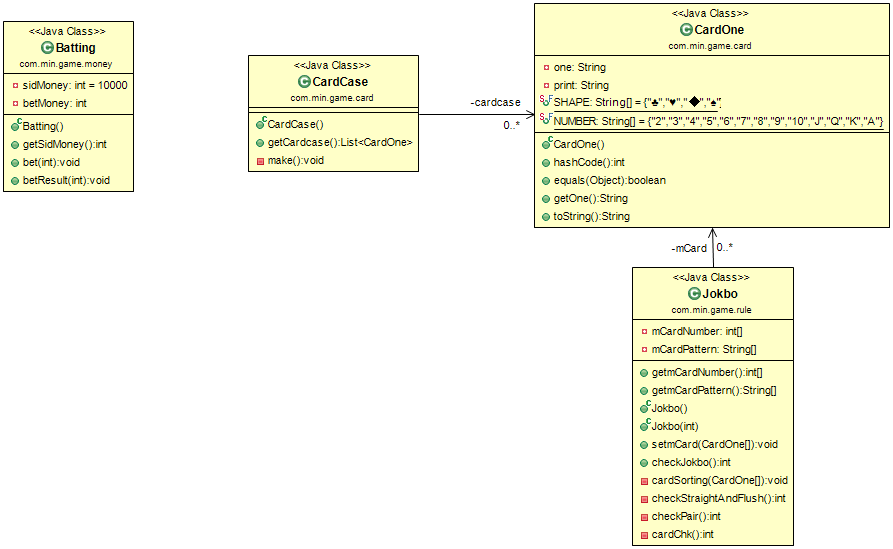 <<Java Class>>
Batting
com.min.game.money
sidMoney: int = 10000
betMoney: int
Batting()
getSidMoney():int
bet(int):void
betResult(int):void
<<Java Class>>
CardCase
com.min.game.card
CardCase()
getCardcase():List<CardOne>
make():void
-cardcase
0..*
<<Java Class>>
CardOne
com.min.game.card
one: String
print: String
SHAPE: String[] = {"♣","♥","◆","♠"
NUMBER: String[] = {"2","3","4","5","6","7","8","9","10","J","Q","K","A"}
CardOne()
hashCode():int
equals(Object):boolean
getOne():String
toString():String
-mCard
0..*
<<Java Class>>
Jokbo
com.min.game.rule
mCardNumber: int[]
mCardPattern: String[]
getmCardNumber():int[]
getmCardPattern():String[]
Jokbo()
Jokbo(int)
setmCard(CardOne[]):void
checkJokbo():int
cardSorting(CardOne[]):void
checkStraightAndFlush():int
checkPair():int
cardChk():int